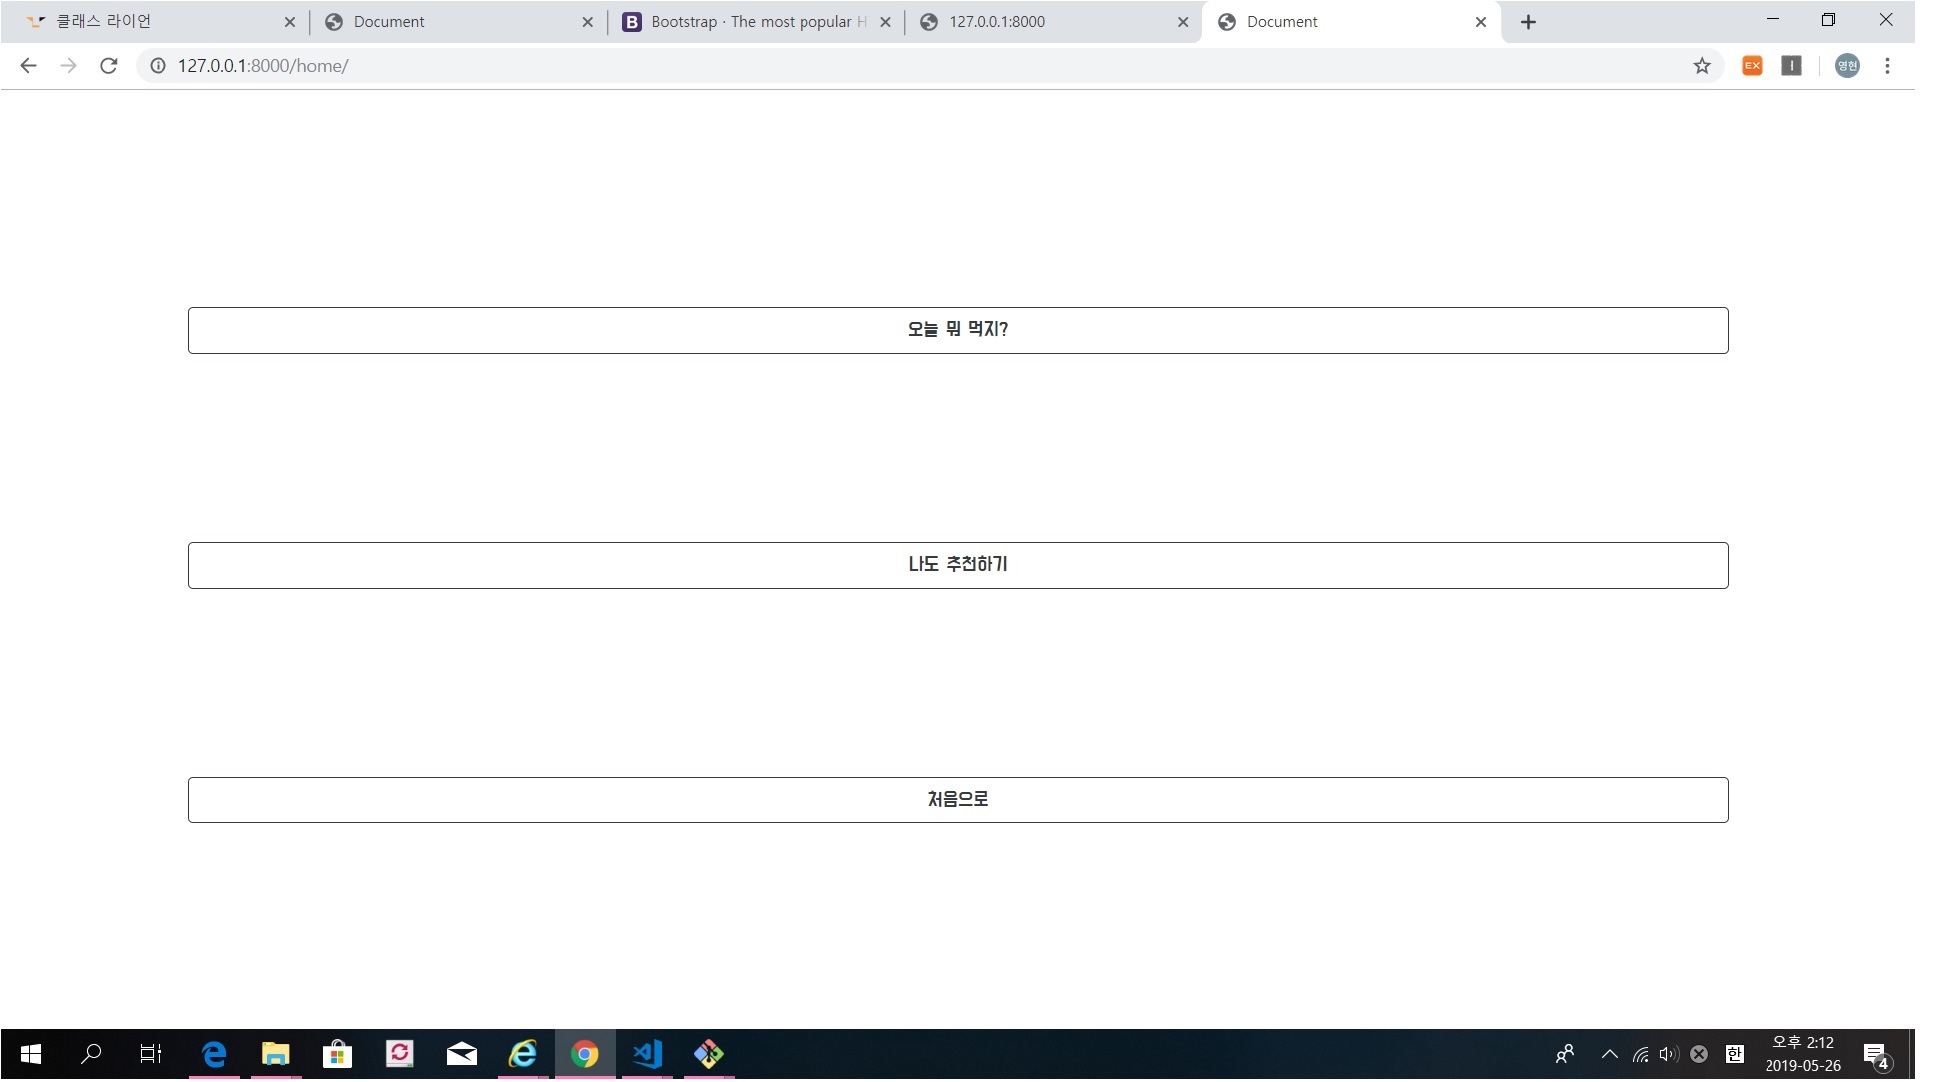 클래스 라이언
Document
Bootstrap · The most popular H
127.0.0.1:8000
Document
127.0.0.1:8000/home/
EX
영현
오늘 뭐 먹지?
나도 추천하기
처음으로
한
오후 2:12
2019-05-26
4